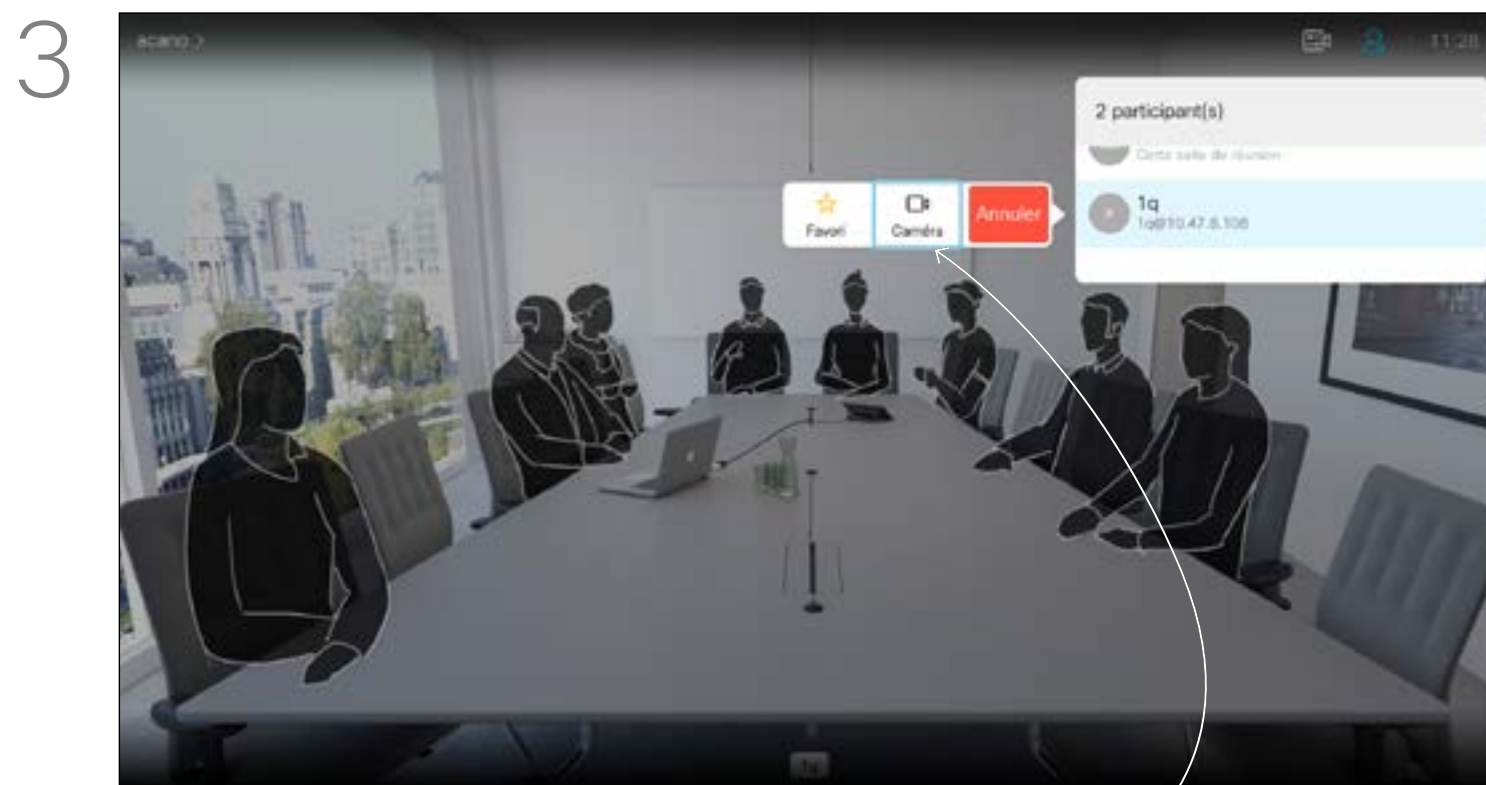 3
acano >
11:28
2 participant(s)
Cette salle de réunion
1q
1q@10.47.8.108
Favori
Caméra
Annuler
1q